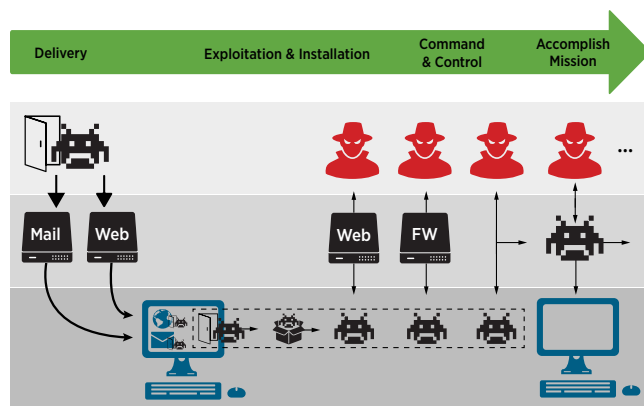 Delivery
Exploitation & Installation
Command
& Control
Accomplish
Mission
...
Mail
Web
Web
FW